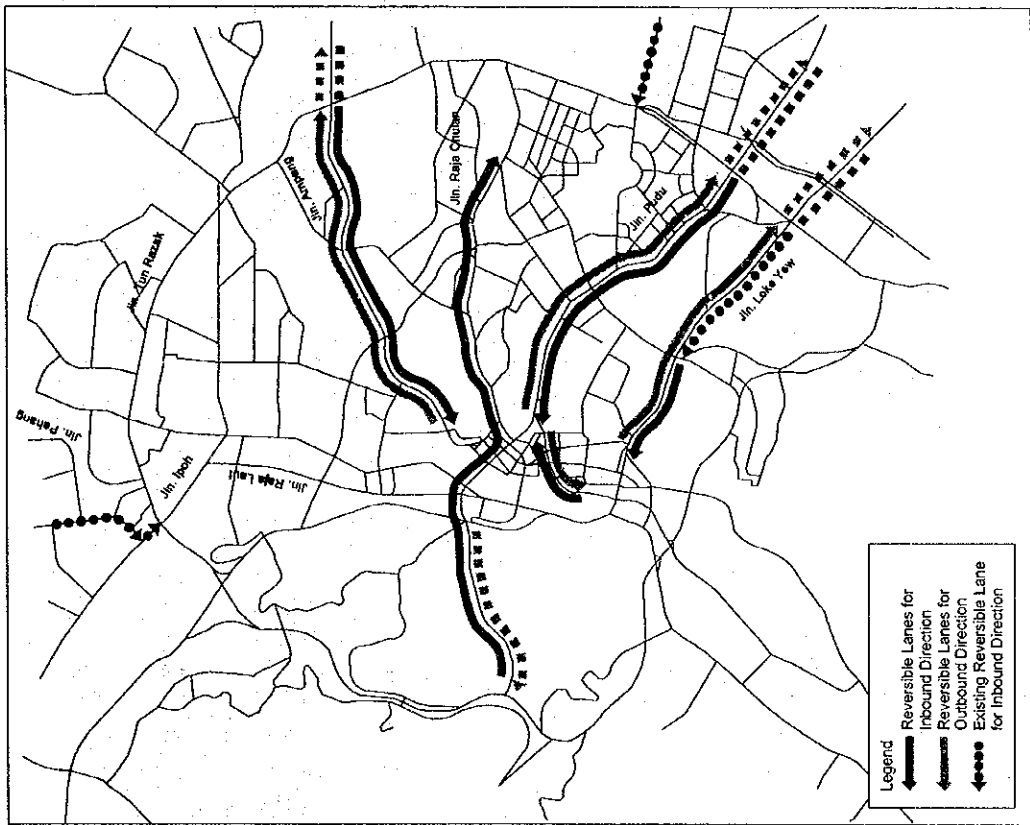 Jln. Pahang
Jln. Tun Razak
Jln. Ipoh
Jln. Raja Laut
Jln. Ampang
Jln. Raja Chulan
Jln. Pudu
Jln. Loke Yew
Legend
Reversible Lanes for
Inbound Direction
Reversible Lanes for
Outbound Direction
Existing Reversible Lane
for Inbound Direction